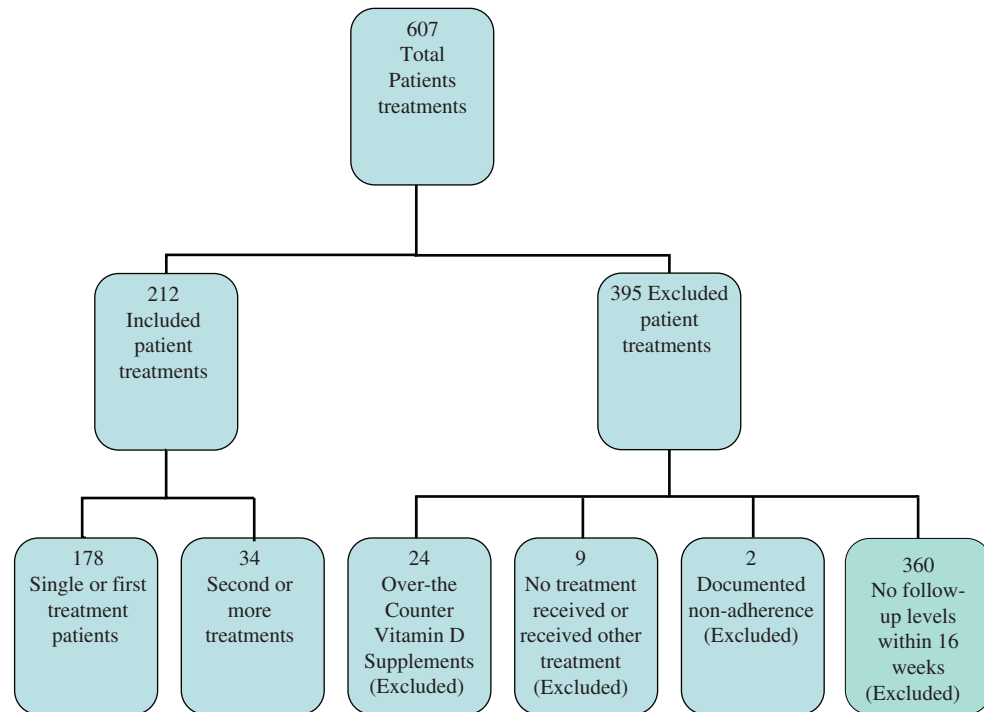 607
Total
Patients
treatments
212
Included
patient
treatments
395 Excluded
patient
treatments
178
Single or first
treatment
patients
34
Second or
more
treatments
24
Over-the
Counter
Vitamin D
Supplements
(Excluded)
9
No treatment
received or
received other
treatment
(Excluded)
2
Documented
non-adherence
(Excluded)
360
No follow-
up levels
within 16
weeks
(Excluded)